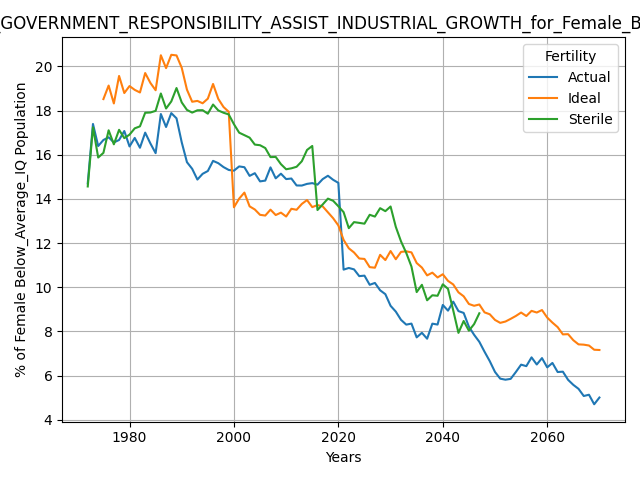 _GOVERNMENT_RESPONSIBILITY_ASSIST_INDUSTRIAL_GROWTH_for_Female_B
% of Female Below_Average_IQ Population
20
18
16
14
12
10
8
6
4
Fertility
Actual
Ideal
Sterile
1980
2000
2020
2040
2060
Years